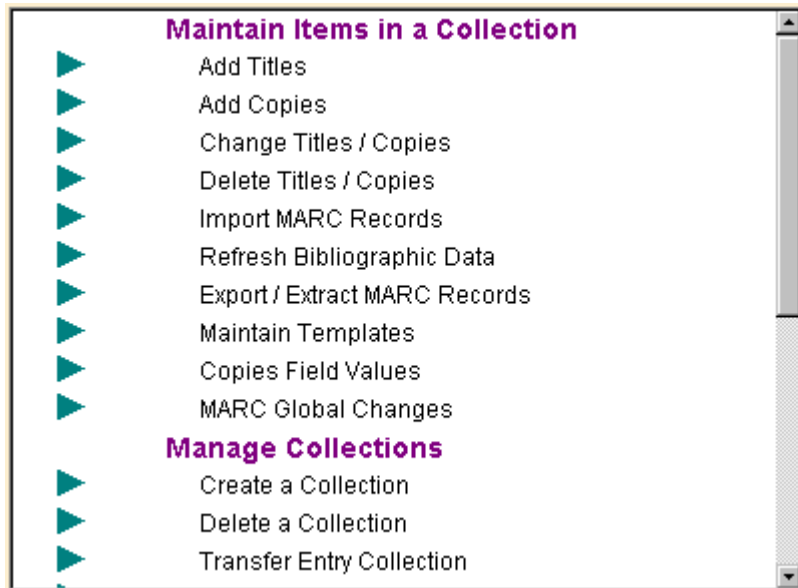 Maintain Items in a Collection
Add Titles
Add Copies
Change Titles / Copies
Delete Titles / Copies
Import MARC Records
Refresh Bibliographic Data
Export / Extract MARC Records
Maintain Templates
Copies Field Values
MARC Global Changes
Manage Collections
Create a Collection
Delete a Collection
Transfer Entry Collection